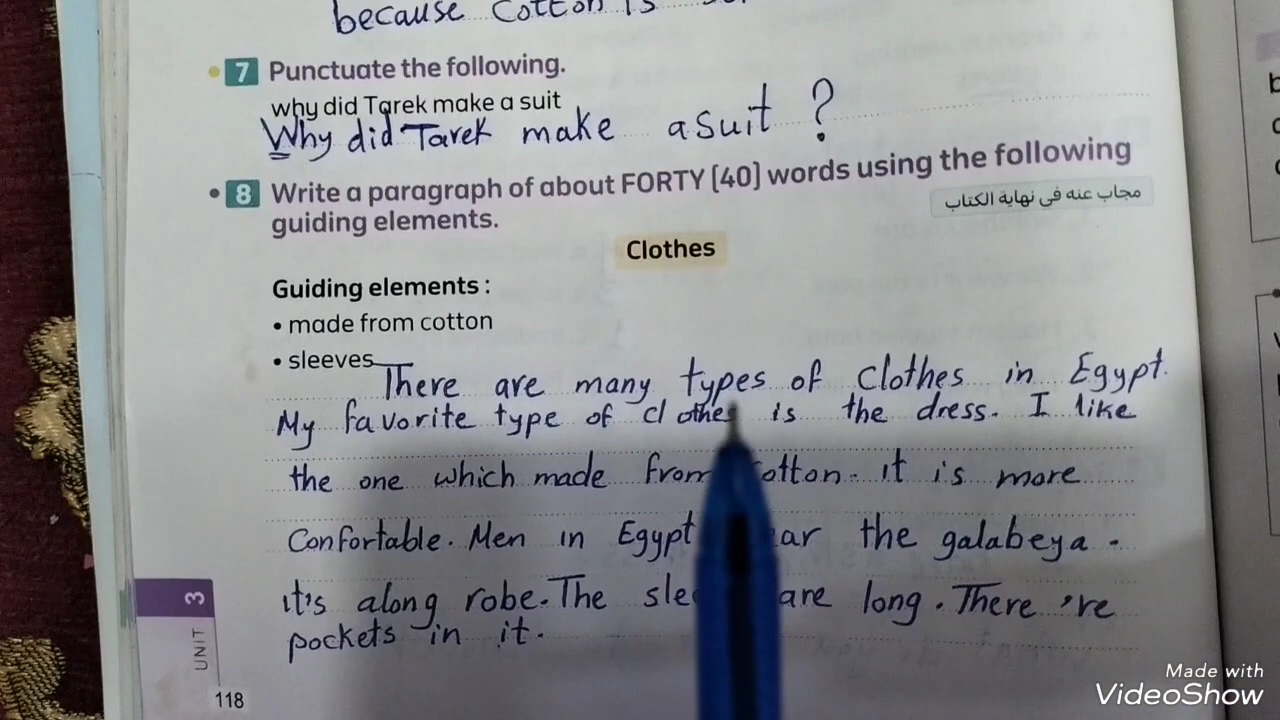 because cotton is
7 Punctuate the following.
why did Tarek make a suit
Why did Tarek make a suit ?
8 Write a paragraph of about FORTY [40] words using the following
guiding elements.
مجاب عنه فى نهاية الكتاب
Clothes
Guiding elements :
• made from cotton
• sleeves
There are many types of clothes in Egypt.
My favorite type of clothes is the dress. I like
the one which made from cotton. it is more
Confortable. Men in Egypt the galabeya.
it's along robe. The are long. There 're
pockets in it.
UNIT 3
118
Made with
VideoShow